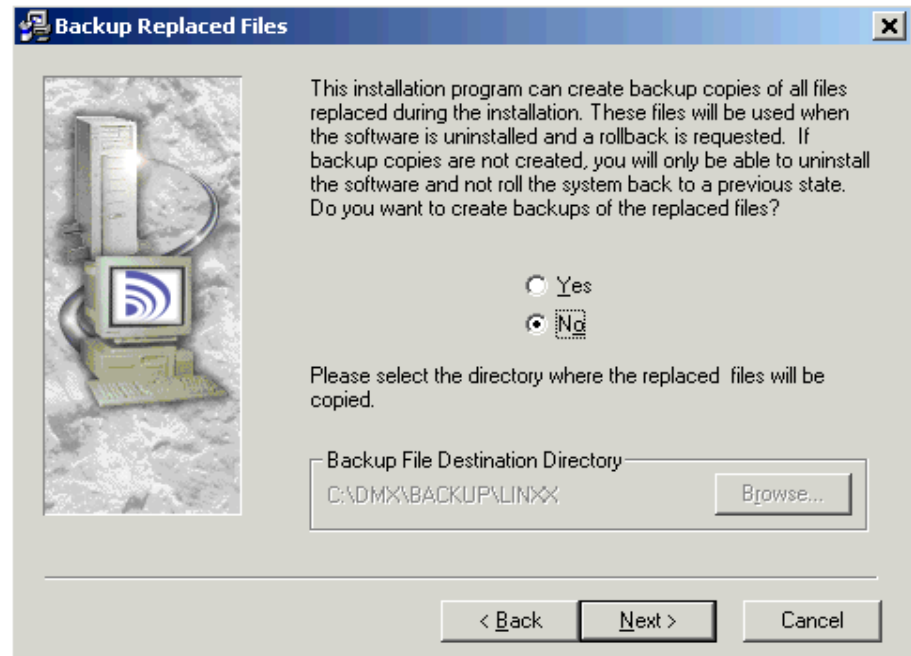 Backup Replaced Files
This installation program can create backup copies of all files
replaced during the installation. These files will be used when
the software is uninstalled and a rollback is requested. If
backup copies are not created, you will only be able to uninstall
the software and not roll the system back to a previous state.
Do you want to create backups of the replaced files?
Yes
No
Please select the directory where the replaced files will be
copied.
Backup File Destination Directory
C:\DMX\BACKUP\LINXX
Browse...
< Back
Next >
Cancel